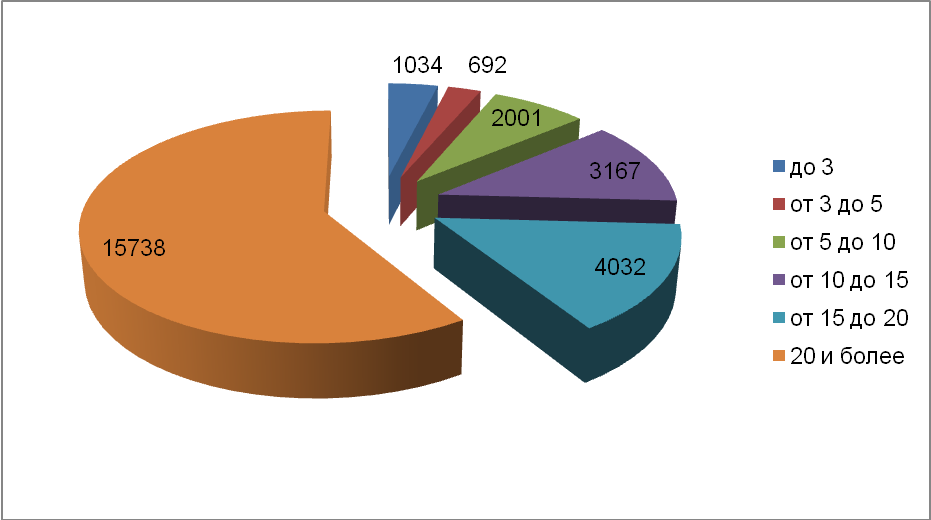 1034
692
2001
3167
4032
15738
до 3
от 3 до 5
от 5 до 10
от 10 до 15
от 15 до 20
20 и более